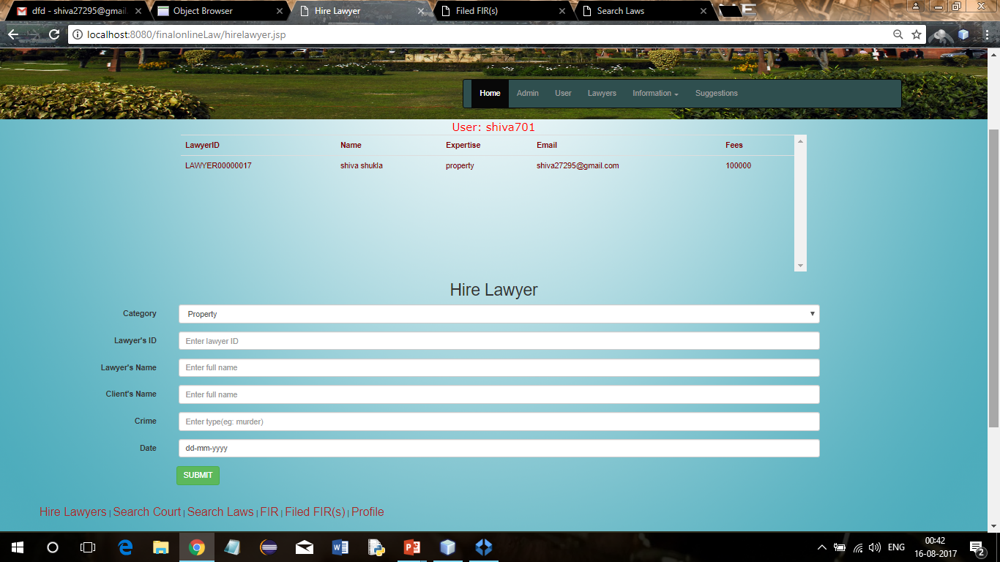 dfd - shiva27295@gmail. Object Browser Hire Lawyer Filed FIR(s) Search Laws
localhost:8080/finalonlineLaw/hirelawyer.jsp
Home Admin User Lawyers Information Suggestions
User: shiva701
LawyerID Name Expertise Email Fees
LAWYER00000017 shiva shukla property shiva27295@gmail.com 100000
Hire Lawyer
Category Property
Lawyer's ID Enter lawyer ID
Lawyer's Name Enter full name
Client's Name Enter full name
Crime Enter type(eg: murder)
Date dd-mm-yyyy
SUBMIT
Hire Lawyers | Search Court | Search Laws | FIR | Filed FIR(s) | Profile
ENG 00:42
16-08-2017 2